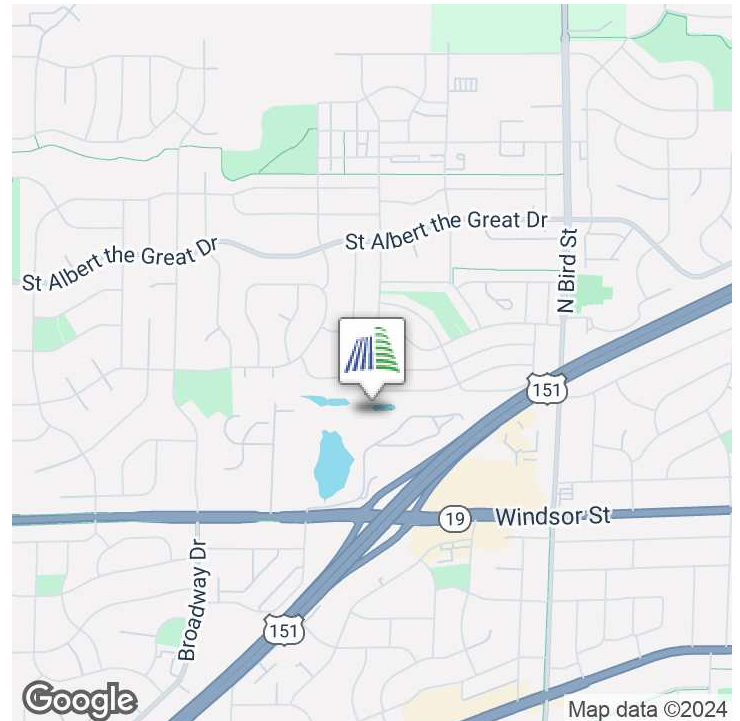 St Albert the Great Dr
St Albert the Great Dr
N Bird St
151
19
Windsor St
Broadway Dr
151
Google
Map data ©2024